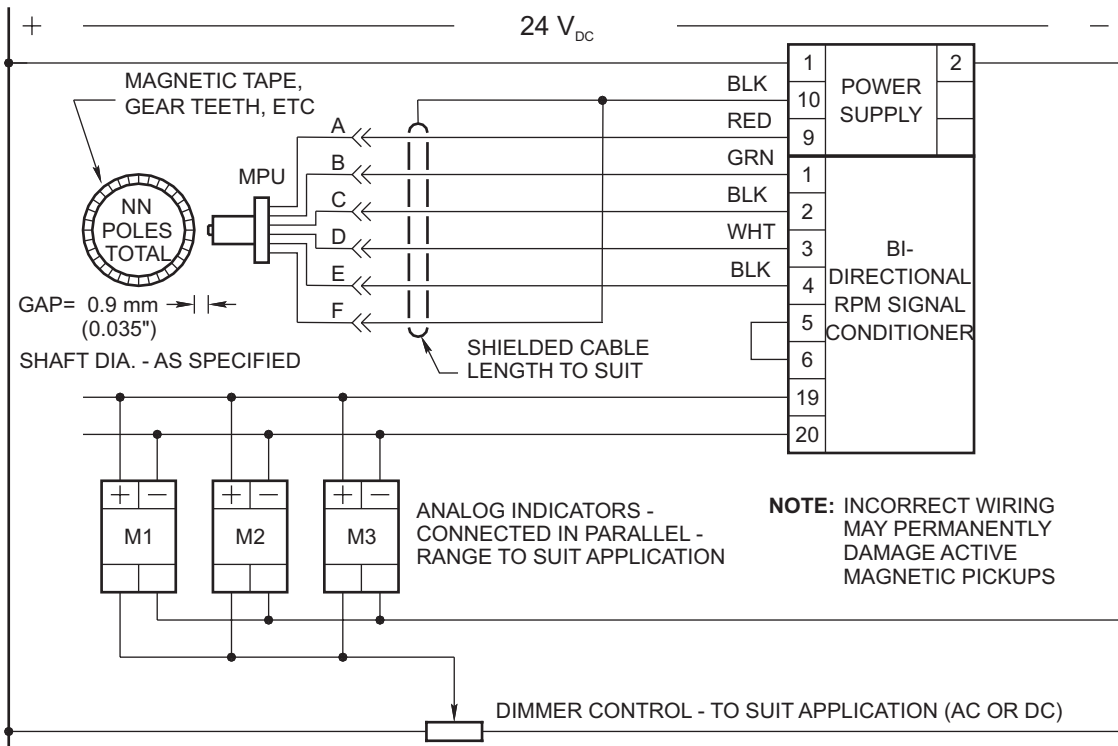 + 24 VDC −
MAGNETIC TAPE,
GEAR TEETH, ETC
NN
POLES
TOTAL
GAP= 0.9 mm
(0.035")
SHAFT DIA. - AS SPECIFIED
MPU
A
B
C
D
E
F
SHIELDED CABLE
LENGTH TO SUIT
BLK
RED
GRN
BLK
WHT
BLK
1
10
9
POWER
SUPPLY
2
1
2
3
4
5
6
19
20
BI-
DIRECTIONAL
RPM SIGNAL
CONDITIONER
+ −
M1
+ −
M2
+ −
M3
ANALOG INDICATORS -
CONNECTED IN PARALLEL -
RANGE TO SUIT APPLICATION
NOTE: INCORRECT WIRING
MAY PERMANENTLY
DAMAGE ACTIVE
MAGNETIC PICKUPS
DIMMER CONTROL - TO SUIT APPLICATION (AC OR DC)